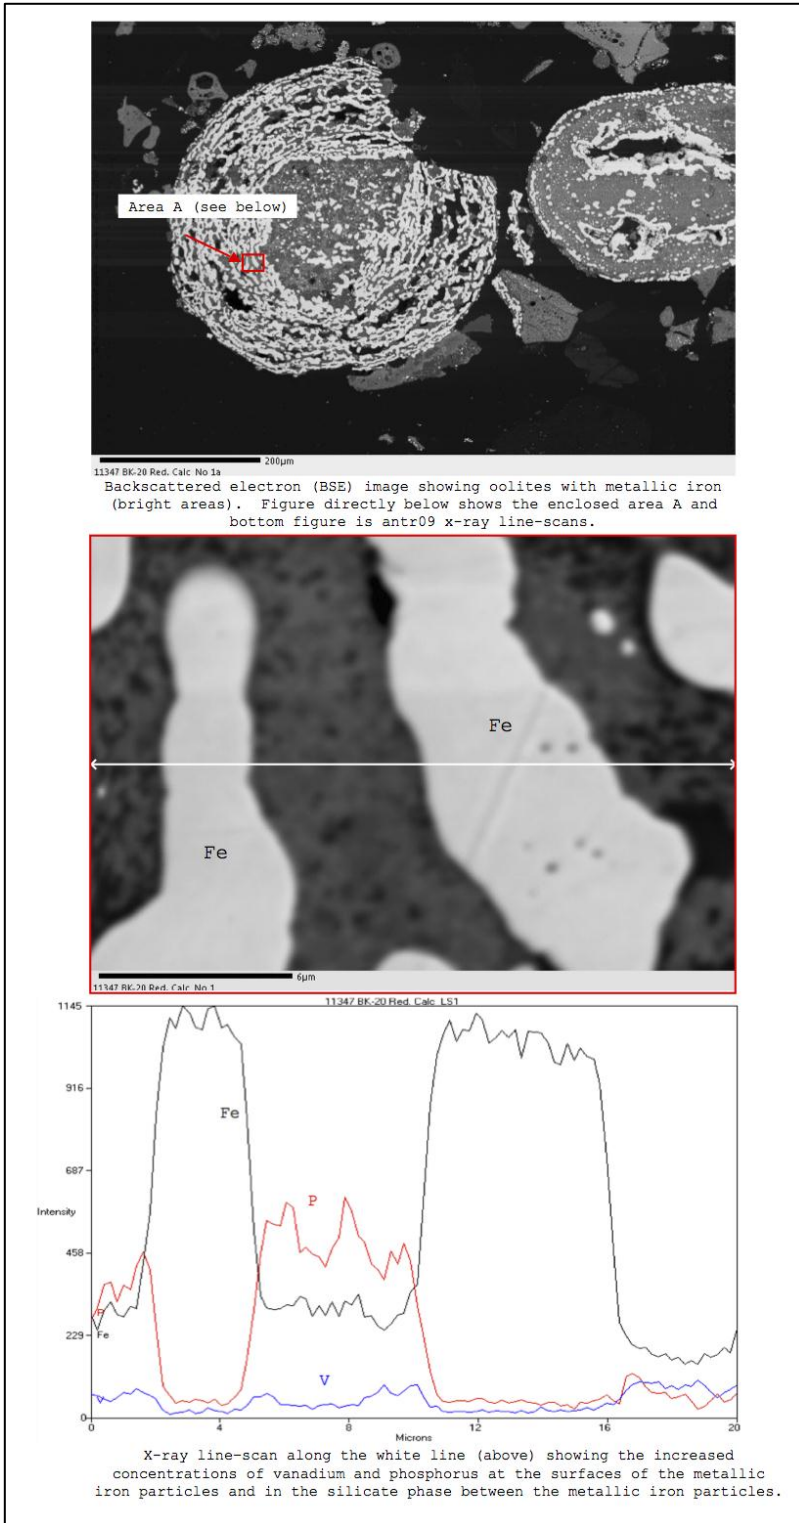 Area A (see below)
200µm
11347 BK-20 Red. Calc No 1a
Backscattered electron (BSE) image showing oolites with metallic iron
(bright areas). Figure directly below shows the enclosed area A and
bottom figure is antr09 x-ray line-scans.
Fe
Fe
6µm
11347 BK-20 Red. Calc No 1
11347 BK-20 Red. Calc LS1
1145
916
Fe
687
P
Intensity
458
P
229
Fe
V
V
0
0 4 8 12 16 20
Microns
X-ray line-scan along the white line (above) showing the increased
concentrations of vanadium and phosphorus at the surfaces of the metallic
iron particles and in the silicate phase between the metallic iron particles.